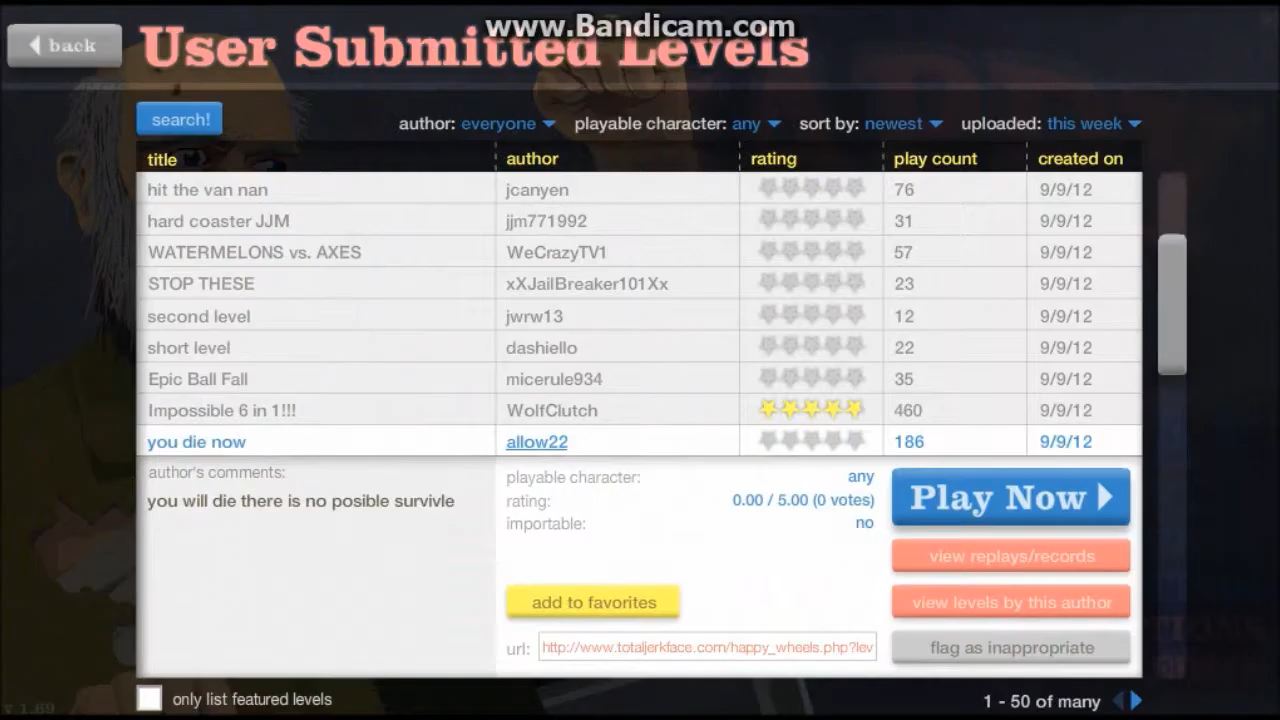 www.Bandicam.com
back
User Submitted Levels
search!
author: everyone playable character: any sort by: newest uploaded: this week
title author rating play count created on
hit the van nan jcanyen 76 9/9/12
hard coaster JJM jjm771992 31 9/9/12
WATERMELONS vs. AXES WeCrazyTV1 57 9/9/12
STOP THESE xXJailBreaker101Xx 23 9/9/12
second level jwrw13 12 9/9/12
short level dashiello 22 9/9/12
Epic Ball Fall micerule934 35 9/9/12
Impossible 6 in 1!!! WolfClutch 460 9/9/12
you die now allow22 186 9/9/12
author's comments:
you will die there is no posible survivle
playable character: any
rating: 0.00 / 5.00 (0 votes)
importable: no
Play Now
view replays/records
add to favorites
view levels by this author
url: http://www.totaljerkface.com/happy_wheels.php?lev
flag as inappropriate
only list featured levels
1 - 50 of many
v 1.69